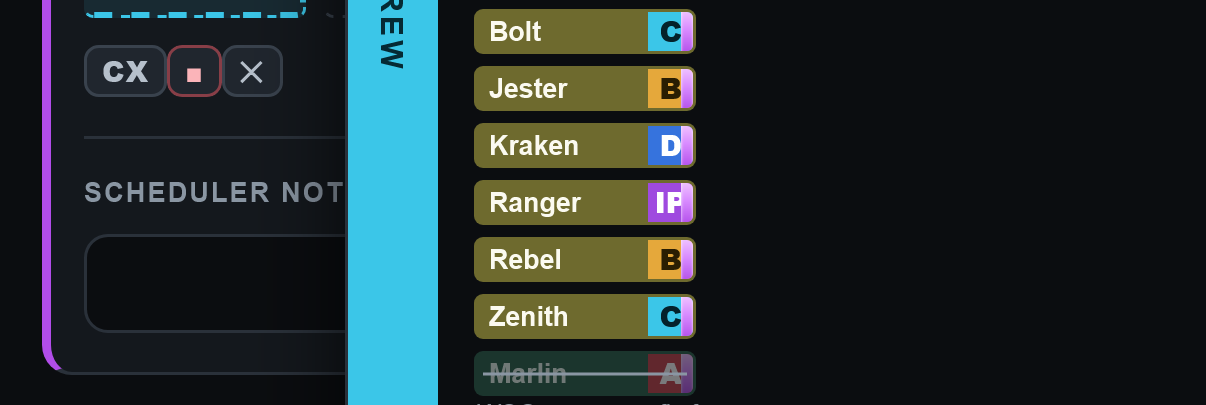 CX
SCHEDULER NOT
REW
Bolt C
Jester B
Kraken D
Ranger IP
Rebel B
Zenith C
Marlin A